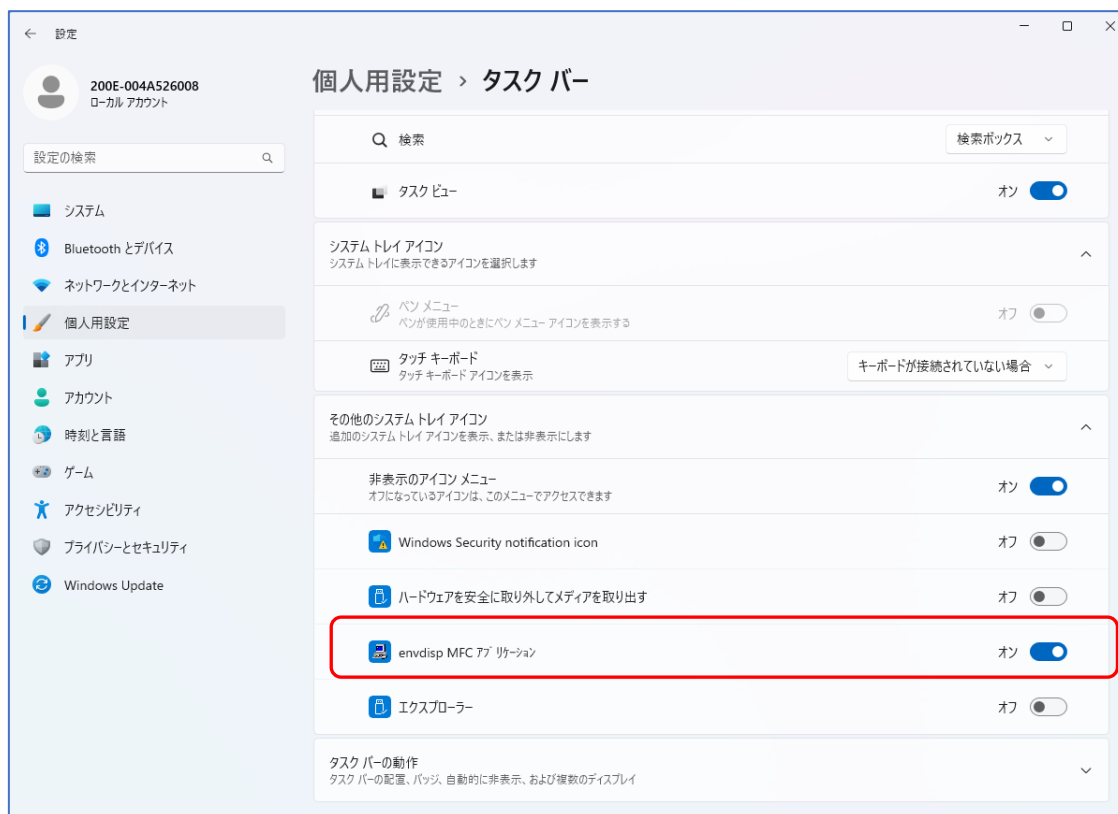 設定
200E-004A526008
ローカル アカウント
設定の検索
システム
Bluetooth とデバイス
ネットワークとインターネット
個人用設定
アプリ
アカウント
時刻と言語
ゲーム
アクセシビリティ
プライバシーとセキュリティ
Windows Update
個人用設定 › タスク バー
検索
検索ボックス
タスク ビュー
オン
システム トレイ アイコン
システム トレイに表示できるアイコンを選択します
ペン メニュー
ペンが使用中のときにペン メニュー アイコンを表示する
オフ
タッチ キーボード
タッチ キーボード アイコンを表示
キーボードが接続されていない場合
その他のシステム トレイ アイコン
追加のシステム トレイ アイコンを表示、または非表示にします
非表示のアイコン メニュー
オフになっているアイコンは、このメニューでアクセスできます
オン
Windows Security notification icon
オフ
ハードウェアを安全に取り外してメディアを取り出す
オフ
envdisp MFC ｱﾌﾟﾘｹｰｼｮﾝ
オン
エクスプローラー
オフ
タスク バーの動作
タスク バーの配置、バッジ、自動的に非表示、および複数のディスプレイ